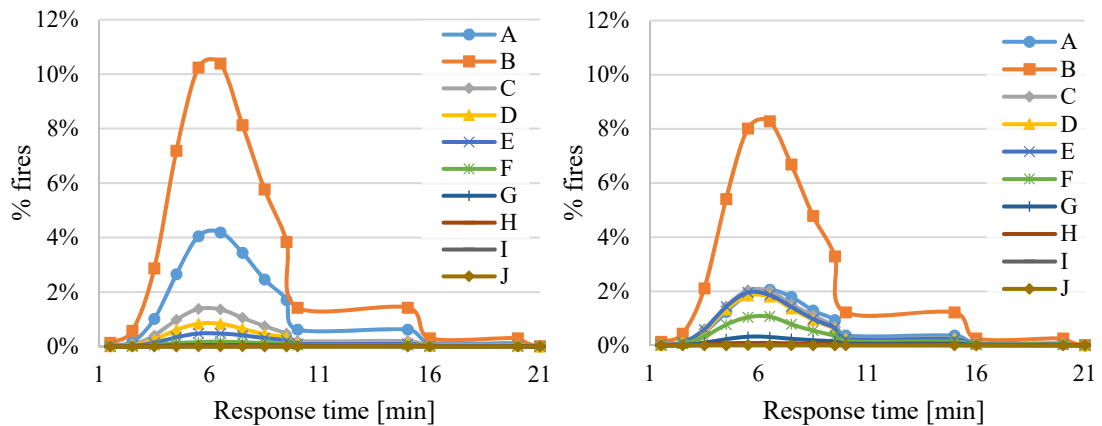 12%
10%
8%
6%
4%
2%
0%
% fires
1
6
11
16
21
Response time [min]
A
B
C
D
E
F
G
H
I
J
12%
10%
8%
6%
4%
2%
0%
% fires
1
6
11
16
21
Response time [min]
A
B
C
D
E
F
G
H
I
J